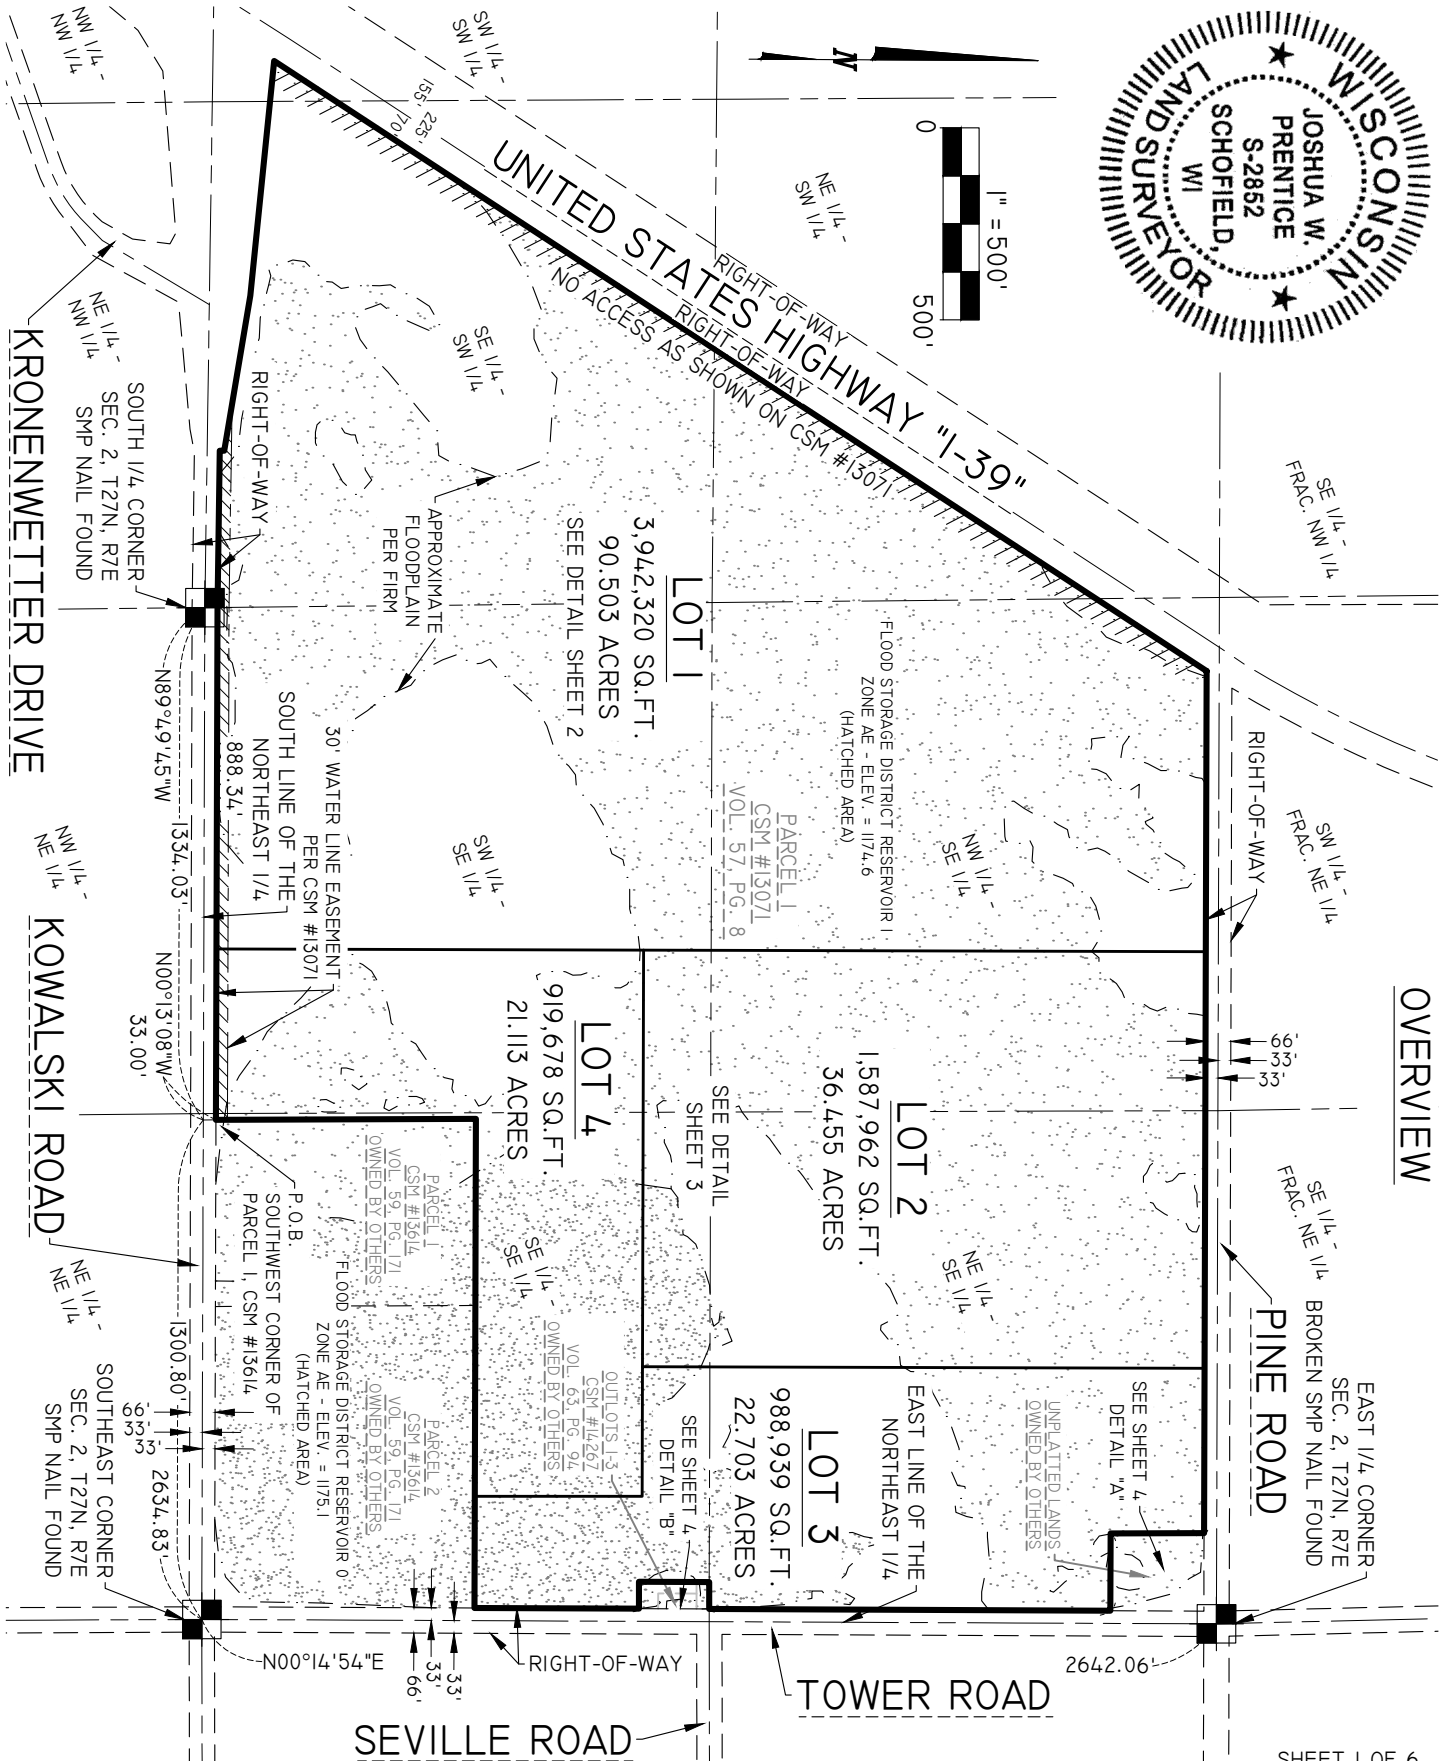 OVERVIEW
WISCONSIN
LAND SURVEYOR
JOSHUA W.
PRENTICE
S-2852
SCHOFIELD,
WI
N
1" = 500'
0
500'
SE 1/4 -
FRAC. NW 1/4
SW 1/4 -
FRAC. NE 1/4
SE 1/4 -
FRAC. NE 1/4
EAST 1/4 CORNER
SEC. 2, T27N, R7E
BROKEN SMP NAIL FOUND
RIGHT-OF-WAY
PINE ROAD
66'
33'
33'
SEE SHEET 4
DETAIL "A"
UNPLATTED LANDS
OWNED BY OTHERS
2642.06'
NE 1/4 -
SW 1/4
SW 1/4 -
SW 1/4
155'
225'
70'
UNITED STATES HIGHWAY "I-39"
RIGHT-OF-WAY
RIGHT-OF-WAY
NO ACCESS AS SHOWN ON CSM #13071
FLOOD STORAGE DISTRICT RESERVOIR 1
ZONE AE - ELEV. = 1174.6
(HATCHED AREA)
NW 1/4 -
SE 1/4
NE 1/4 -
SE 1/4
PARCEL 1
CSM #13071
VOL. 57, PG. 8
LOT 1
3,942,320 SQ.FT.
90.503 ACRES
SEE DETAIL SHEET 2
LOT 2
1,587,962 SQ.FT.
36.455 ACRES
EAST LINE OF THE
NORTHEAST 1/4
LOT 3
988,939 SQ.FT.
22.703 ACRES
TOWER ROAD
SEE DETAIL
SHEET 3
SEE SHEET 4
DETAIL "B"
OUTLOTS 1-3
CSM #14267
VOL. 63, PG. 94
OWNED BY OTHERS
LOT 4
919,678 SQ.FT.
21.113 ACRES
SE 1/4 -
SW 1/4
SW 1/4 -
SE 1/4
SE 1/4 -
SE 1/4
APPROXIMATE
FLOODPLAIN
PER FIRM
RIGHT-OF-WAY
SEVILLE ROAD
33'
33'
66'
PARCEL 1
CSM #13614
VOL. 59, PG. 171
OWNED BY OTHERS
PARCEL 2
CSM #13614
VOL. 59, PG. 171
OWNED BY OTHERS
FLOOD STORAGE DISTRICT RESERVOIR 0
ZONE AE - ELEV. = 1175.1
(HATCHED AREA)
30' WATER LINE EASEMENT
PER CSM #13071
SOUTH LINE OF THE
NORTHEAST 1/4
888.34'
RIGHT-OF-WAY
P.O.B.
SOUTHWEST CORNER OF
PARCEL 1, CSM #13614
N00°14'54"E
N89°49'45"W
1334.03'
N00°13'08"W
33.00'
1300.80'
2634.83'
66'
33'
33'
NW 1/4 -
NW 1/4
NE 1/4 -
NW 1/4
SOUTH 1/4 CORNER
SEC. 2, T27N, R7E
SMP NAIL FOUND
NW 1/4 -
NE 1/4
NE 1/4 -
NE 1/4
SOUTHEAST CORNER
SEC. 2, T27N, R7E
SMP NAIL FOUND
KRONENWETTER DRIVE
KOWALSKI ROAD
SHEET 1 OF 6